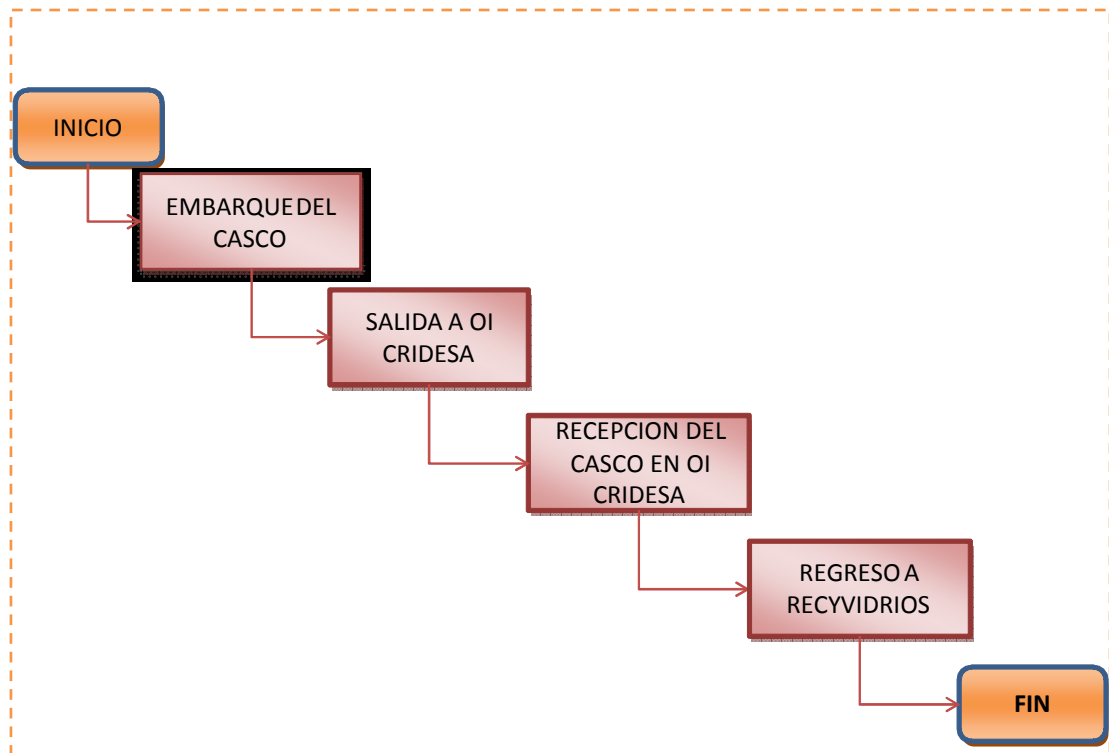 INICIO
EMBARQUE DEL
CASCO
SALIDA A OI
CRIDESA
RECEPCION DEL
CASCO EN OI
CRIDESA
REGRESO A
RECYVIDRIOS
FIN